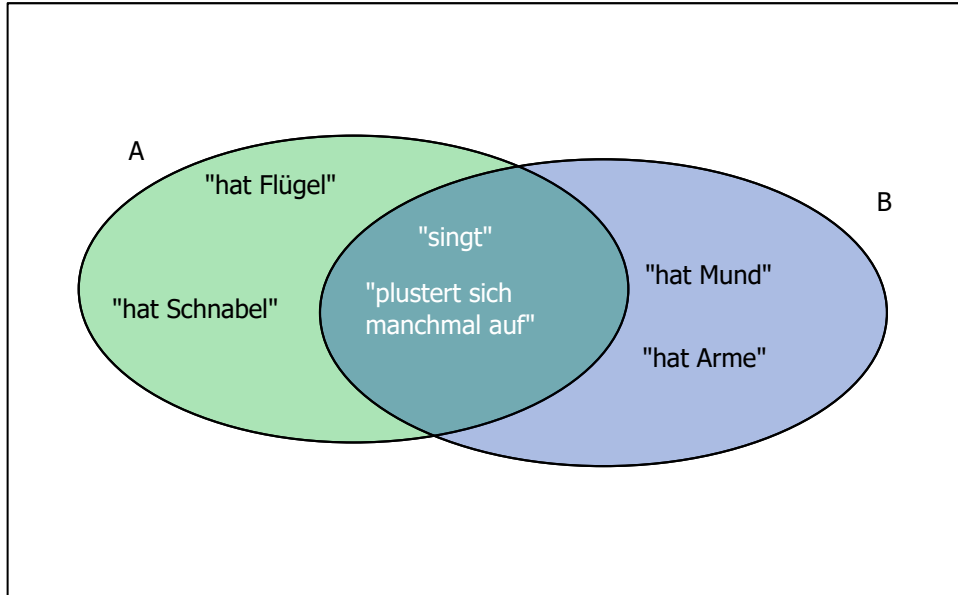 A
"hat Flügel"
"hat Schnabel"
"singt"
"plustert sich
manchmal auf"
B
"hat Mund"
"hat Arme"